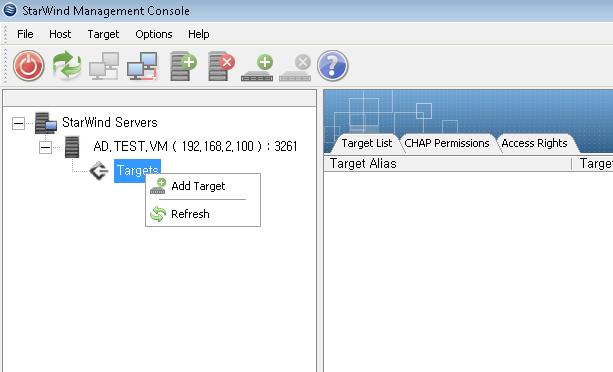 StarWind Management Console
File Host Target Options Help
StarWind Servers
AD,TEST,VM ( 192,168,2,100 ) : 3261
Targets
Add Target
Refresh
Target List CHAP Permissions Access Rights
Target Alias Targe